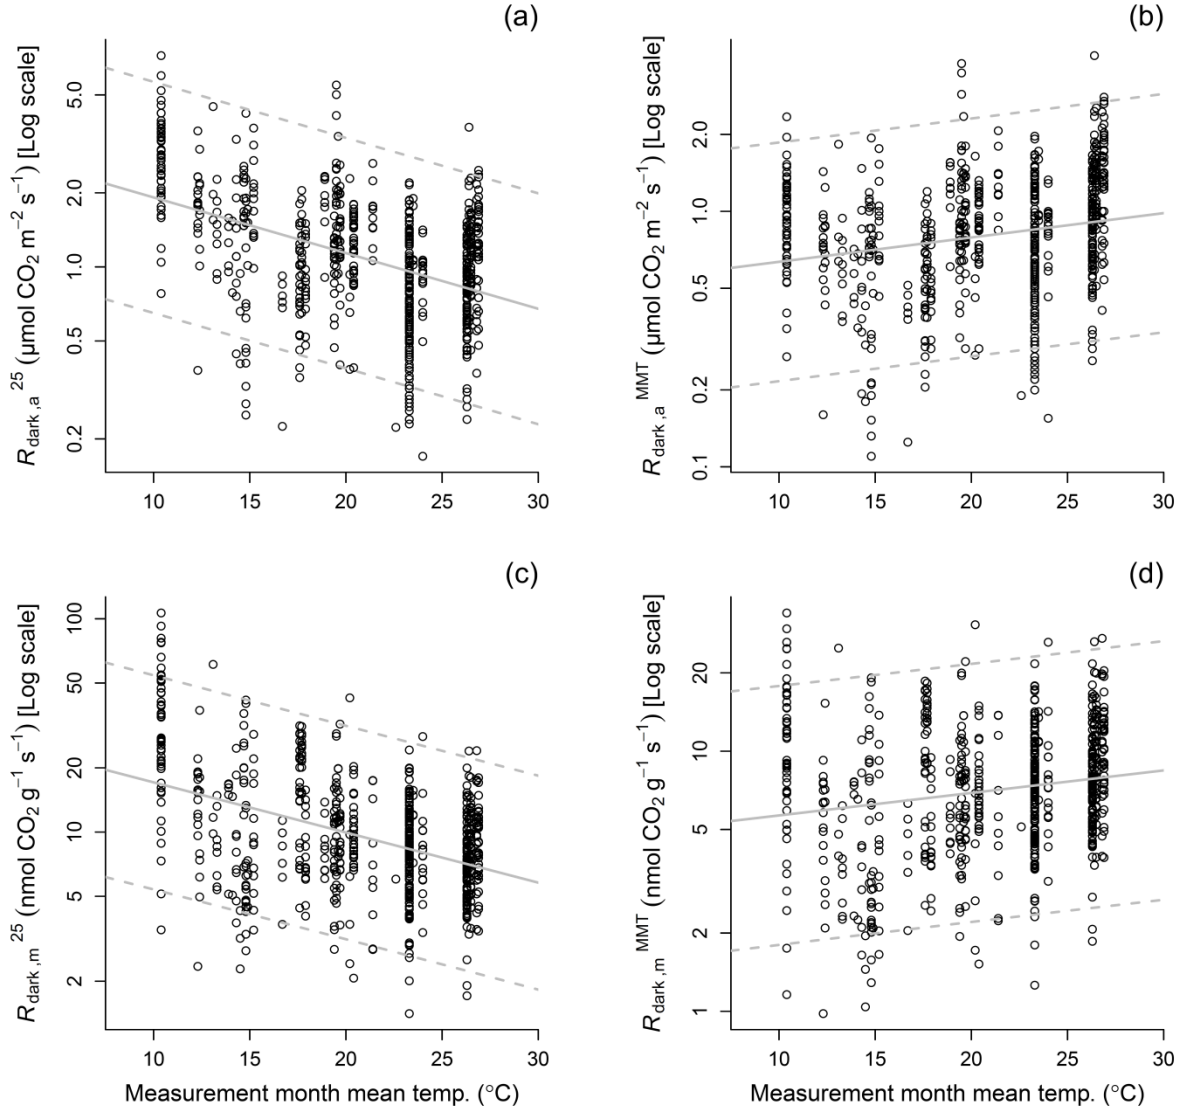 (a)
R_dark,a^25 (µmol CO₂ m⁻² s⁻¹) [Log scale]
5.0
2.0
1.0
0.5
0.2
10 15 20 25 30
(b)
R_dark,a^MMT (µmol CO₂ m⁻² s⁻¹) [Log scale]
2.0
1.0
0.5
0.2
0.1
10 15 20 25 30
(c)
R_dark,m^25 (nmol CO₂ g⁻¹ s⁻¹) [Log scale]
100
50
20
10
5
2
10 15 20 25 30
Measurement month mean temp. (°C)
(d)
R_dark,m^MMT (nmol CO₂ g⁻¹ s⁻¹) [Log scale]
20
10
5
2
1
10 15 20 25 30
Measurement month mean temp. (°C)